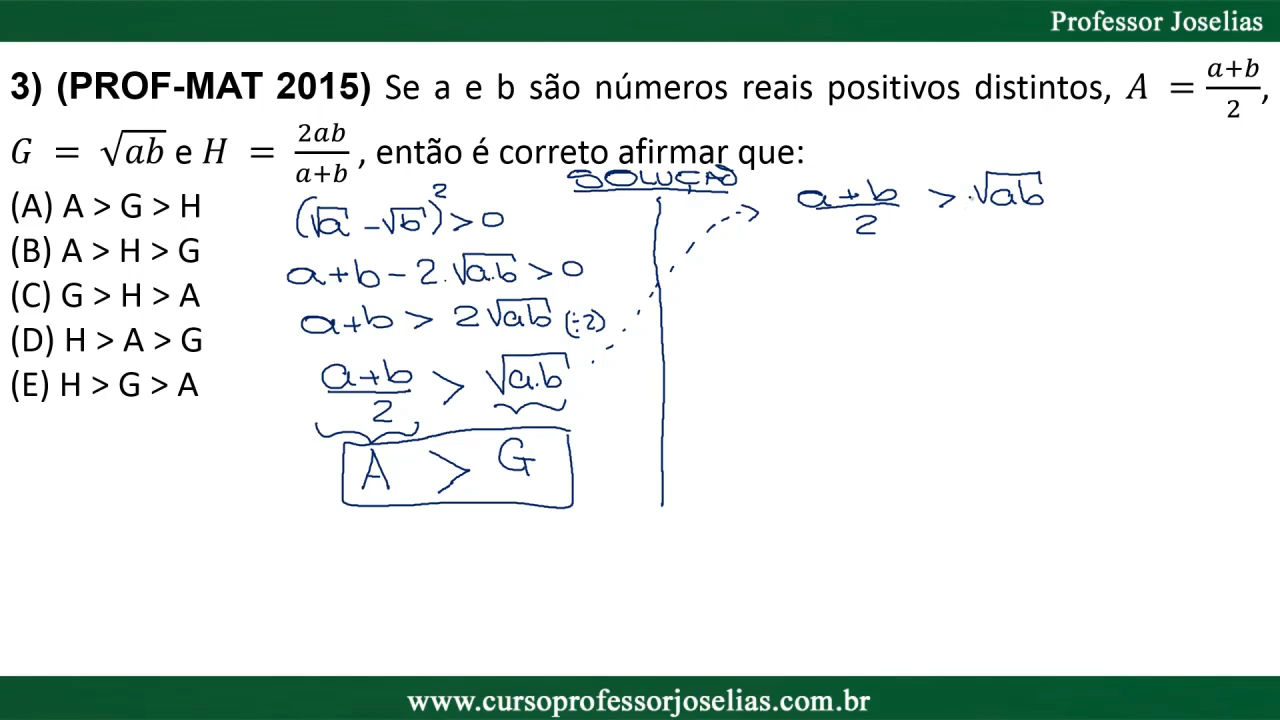 Professor Joselias
3) (PROF-MAT 2015) Se a e b são números reais positivos distintos, A = a+b/2,
G = √ab e H = 2ab/a+b, então é correto afirmar que:
SOLUÇÃO
(A) A > G > H
(B) A > H > G
(C) G > H > A
(D) H > A > G
(E) H > G > A
(√a - √b)² > 0
a+b - 2.√a.b > 0
a+b > 2√ab (÷2)
a+b/2 > √a.b
A > G
a+b/2 > √ab
www.cursoprofessorjoselias.com.br